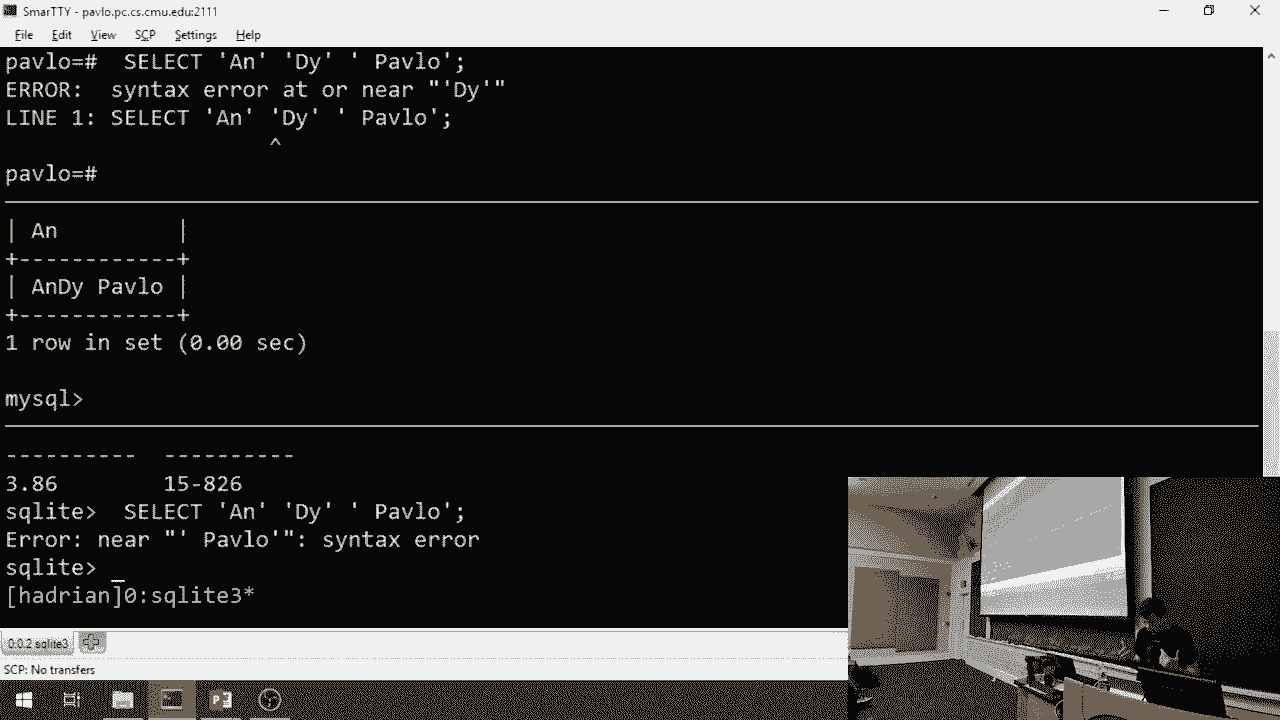 SmarTTY - pavlo.pc.cs.cmu.edu:2111
File Edit View SCP Settings Help
pavlo=#  SELECT 'An' 'Dy' ' Pavlo';
ERROR:  syntax error at or near "'Dy'"
LINE 1: SELECT 'An' 'Dy' ' Pavlo';
^
pavlo=#
| An         |
+------------+
| AnDy Pavlo |
+------------+
1 row in set (0.00 sec)
mysql>
----------  ----------
3.86        15-826
sqlite>  SELECT 'An' 'Dy' ' Pavlo';
Error: near "' Pavlo'": syntax error
sqlite> _
[hadrian]0:sqlite3*
0:0.2 sqlite3
SCP: No transfers